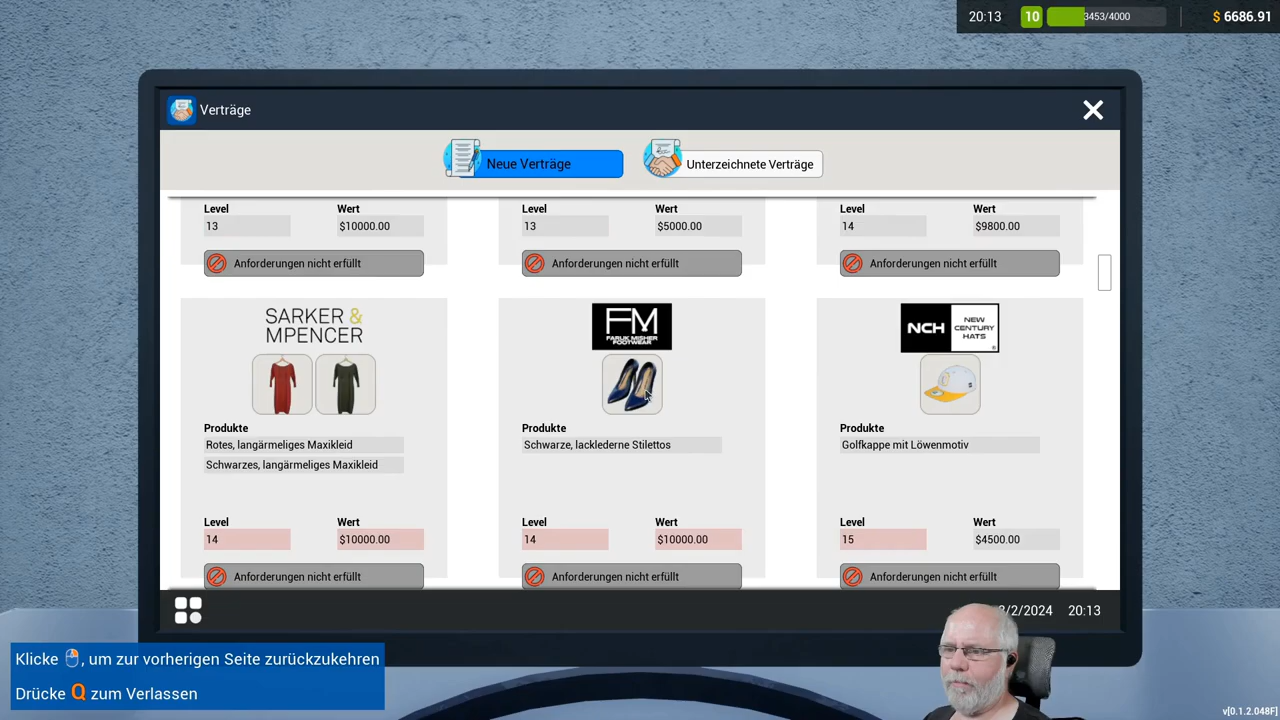 20:13 10 3453/4000 $ 6686.91
Verträge
Neue Verträge Unterzeichnete Verträge
Level Wert Level Wert Level Wert
13 $10000.00 13 $5000.00 14 $9800.00
Anforderungen nicht erfüllt Anforderungen nicht erfüllt Anforderungen nicht erfüllt
SARKER &
MPENCER
FM
FARUK MISHER
FOOTWEAR
NCH NEW
CENTURY
HATS
Produkte Produkte Produkte
Rotes, langärmeliges Maxikleid Schwarze, lacklederne Stilettos Golfkappe mit Löwenmotiv
Schwarzes, langärmeliges Maxikleid
Level Wert Level Wert Level Wert
14 $10000.00 14 $10000.00 15 $4500.00
Anforderungen nicht erfüllt Anforderungen nicht erfüllt Anforderungen nicht erfüllt
/2/2024 20:13
Klicke , um zur vorherigen Seite zurückzukehren
Drücke Q zum Verlassen
v[0.1.2.048F]